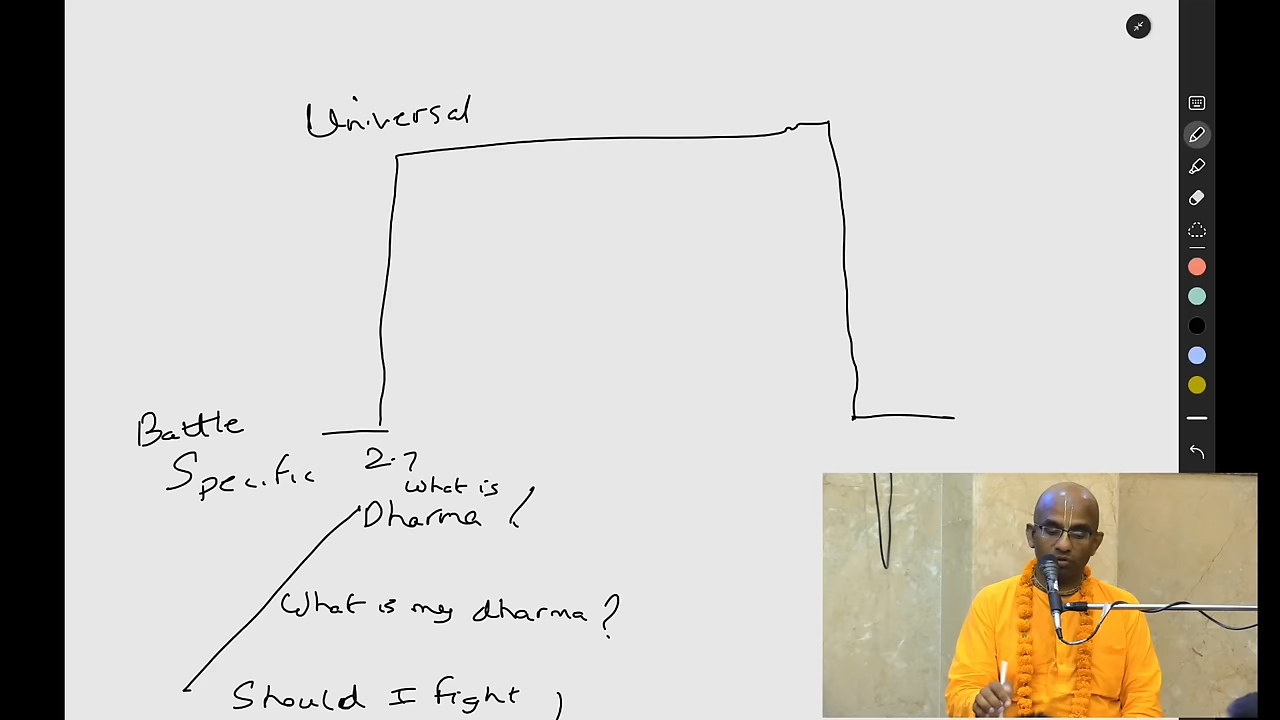 Universal
Battle
Specific
2.7
What is
Dharma ?
What is my dharma?
Should I fight ?